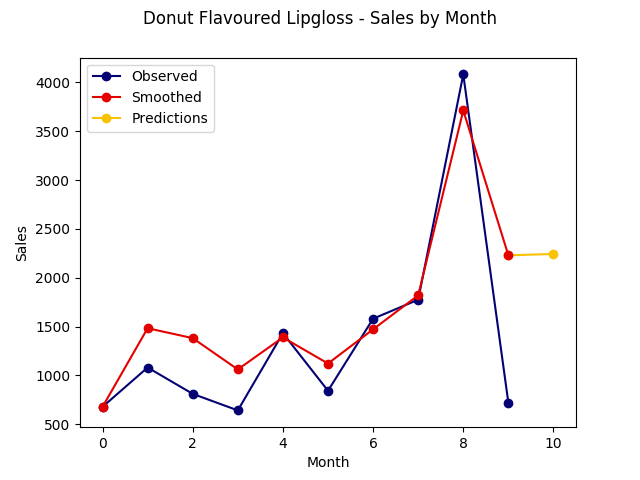 Donut Flavoured Lipgloss - Sales by Month
Observed
Smoothed
Predictions
4000
3500
3000
2500
2000
1500
1000
500
Sales
0 2 4 6 8 10
Month